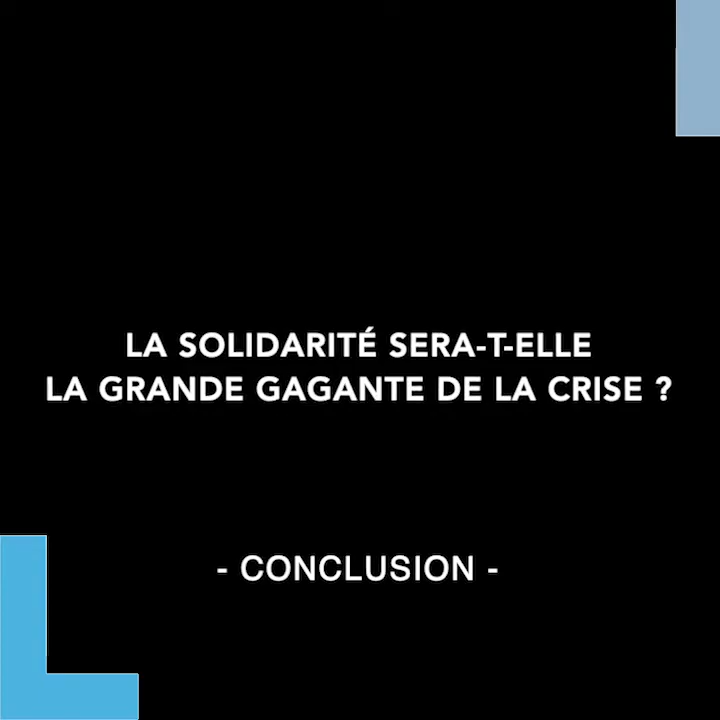 LA SOLIDARITÉ SERA-T-ELLE
LA GRANDE GAGANTE DE LA CRISE ?
- CONCLUSION -